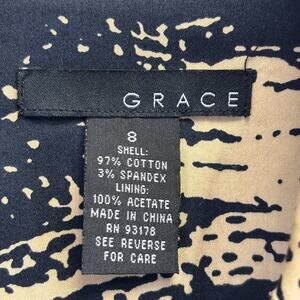 GRACE
8
SHELL:
97% COTTON
3% SPANDEX
LINING:
100% ACETATE
MADE IN CHINA
RN 93178
SEE REVERSE
FOR CARE